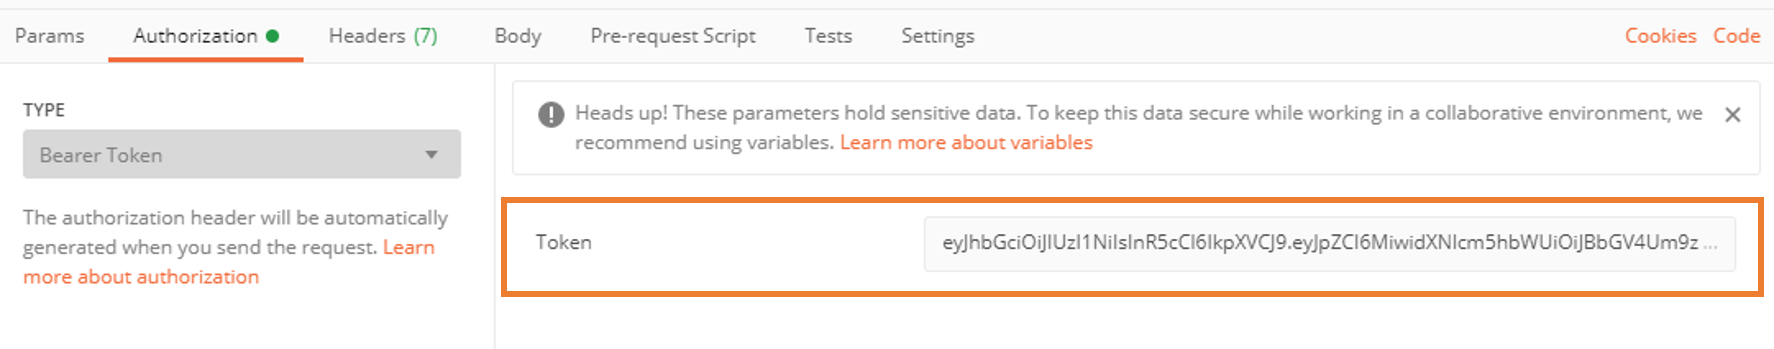 Params Authorization Headers (7) Body Pre-request Script Tests Settings Cookies Code
TYPE
Bearer Token
The authorization header will be automatically
generated when you send the request. Learn
more about authorization
Heads up! These parameters hold sensitive data. To keep this data secure while working in a collaborative environment, we
recommend using variables. Learn more about variables
Token
eyJhbGciOiJIUzI1NiIsInR5cCI6IkpXVCJ9.eyJpZCI6MiwidXNlcm5hbWUiOiJBbGV4Um9z ...